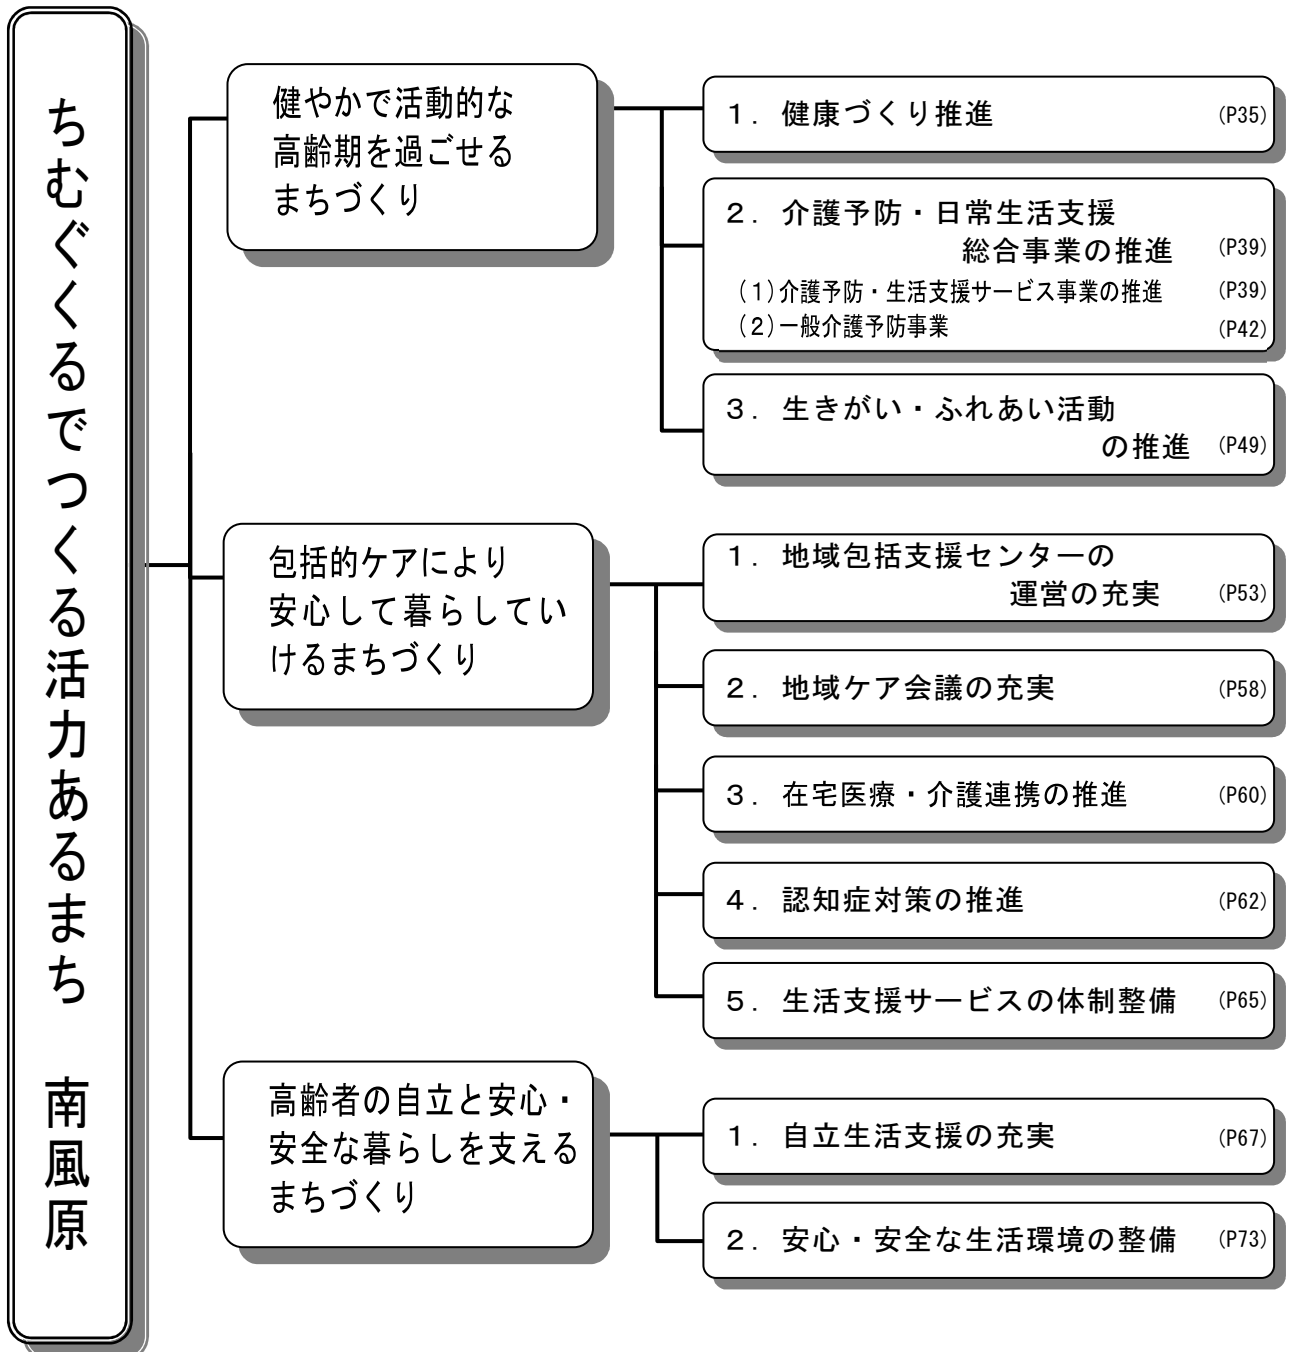 ちむぐくるでつくる活力あるまち　南風原
健やかで活動的な
高齢期を過ごせる
まちづくり
１．健康づくり推進 (P35)
２．介護予防・日常生活支援
総合事業の推進 (P39)
(１)介護予防・生活支援サービス事業の推進 (P39)
(２)一般介護予防事業 (P42)
３．生きがい・ふれあい活動
の推進 (P49)
包括的ケアにより
安心して暮らしてい
けるまちづくり
１．地域包括支援センターの
運営の充実 (P53)
２．地域ケア会議の充実 (P58)
３．在宅医療・介護連携の推進 (P60)
４．認知症対策の推進 (P62)
５．生活支援サービスの体制整備 (P65)
高齢者の自立と安心・
安全な暮らしを支える
まちづくり
１．自立生活支援の充実 (P67)
２．安心・安全な生活環境の整備 (P73)